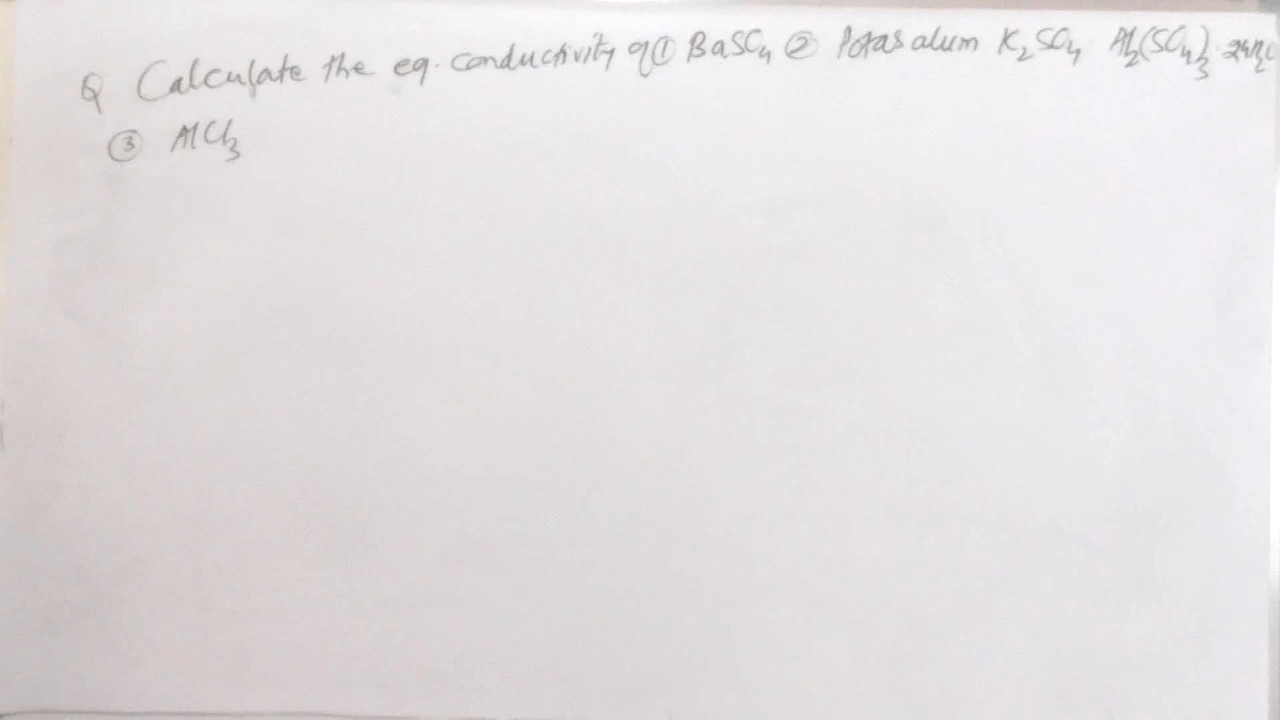 Q Calculate the eq. conductivity of ① BaSO₄ ② Potas alum K₂SO₄ Al₂(SO₄)₃ 24H₂O
③ AlCl₃